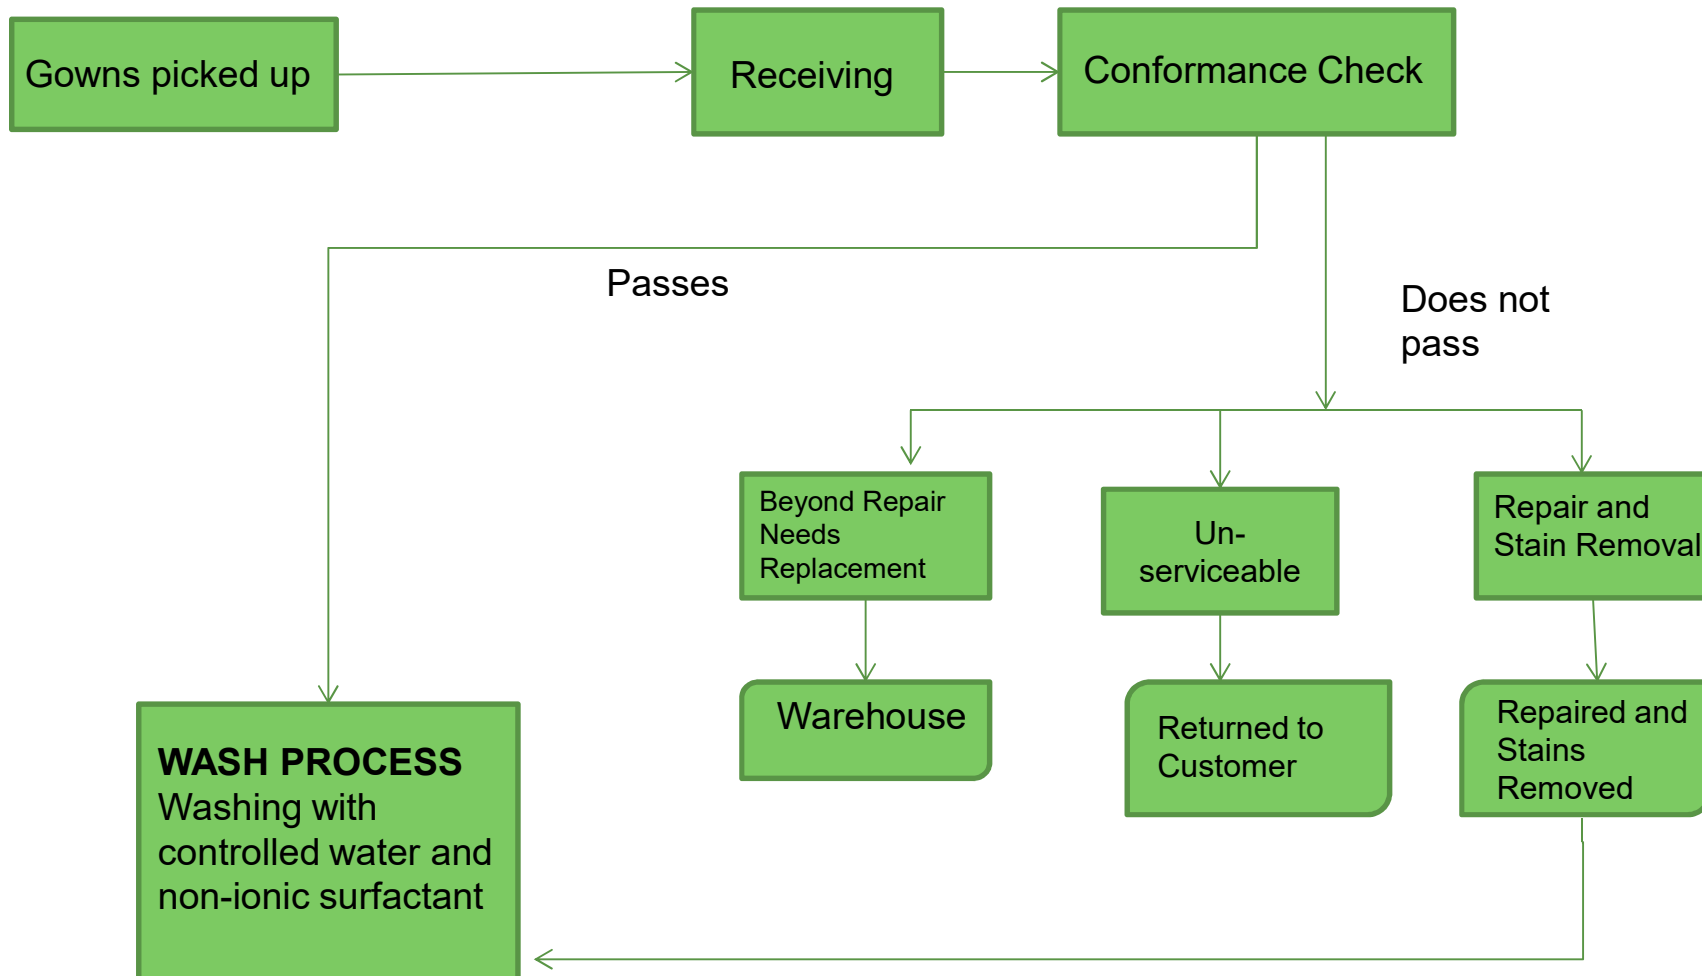 Gowns picked up
Receiving
Conformance Check
Passes
Does not
pass
Beyond Repair
Needs
Replacement
Un-
serviceable
Repair and
Stain Removal
Warehouse
Returned to
Customer
Repaired and
Stains
Removed
WASH PROCESS
Washing with
controlled water and
non-ionic surfactant